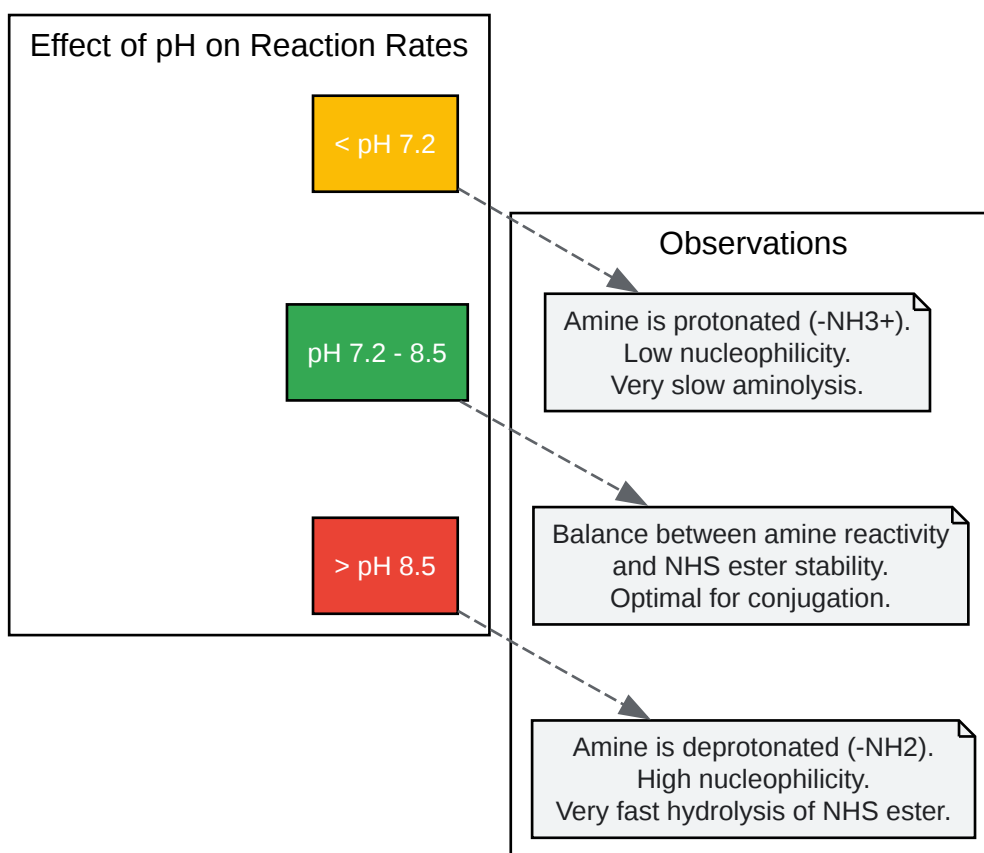 Effect of pH on Reaction Rates
< pH 7.2
pH 7.2 - 8.5
> pH 8.5
Observations
Amine is protonated (-NH3+).
Low nucleophilicity.
Very slow aminolysis.
Balance between amine reactivity
and NHS ester stability.
Optimal for conjugation.
Amine is deprotonated (-NH2).
High nucleophilicity.
Very fast hydrolysis of NHS ester.